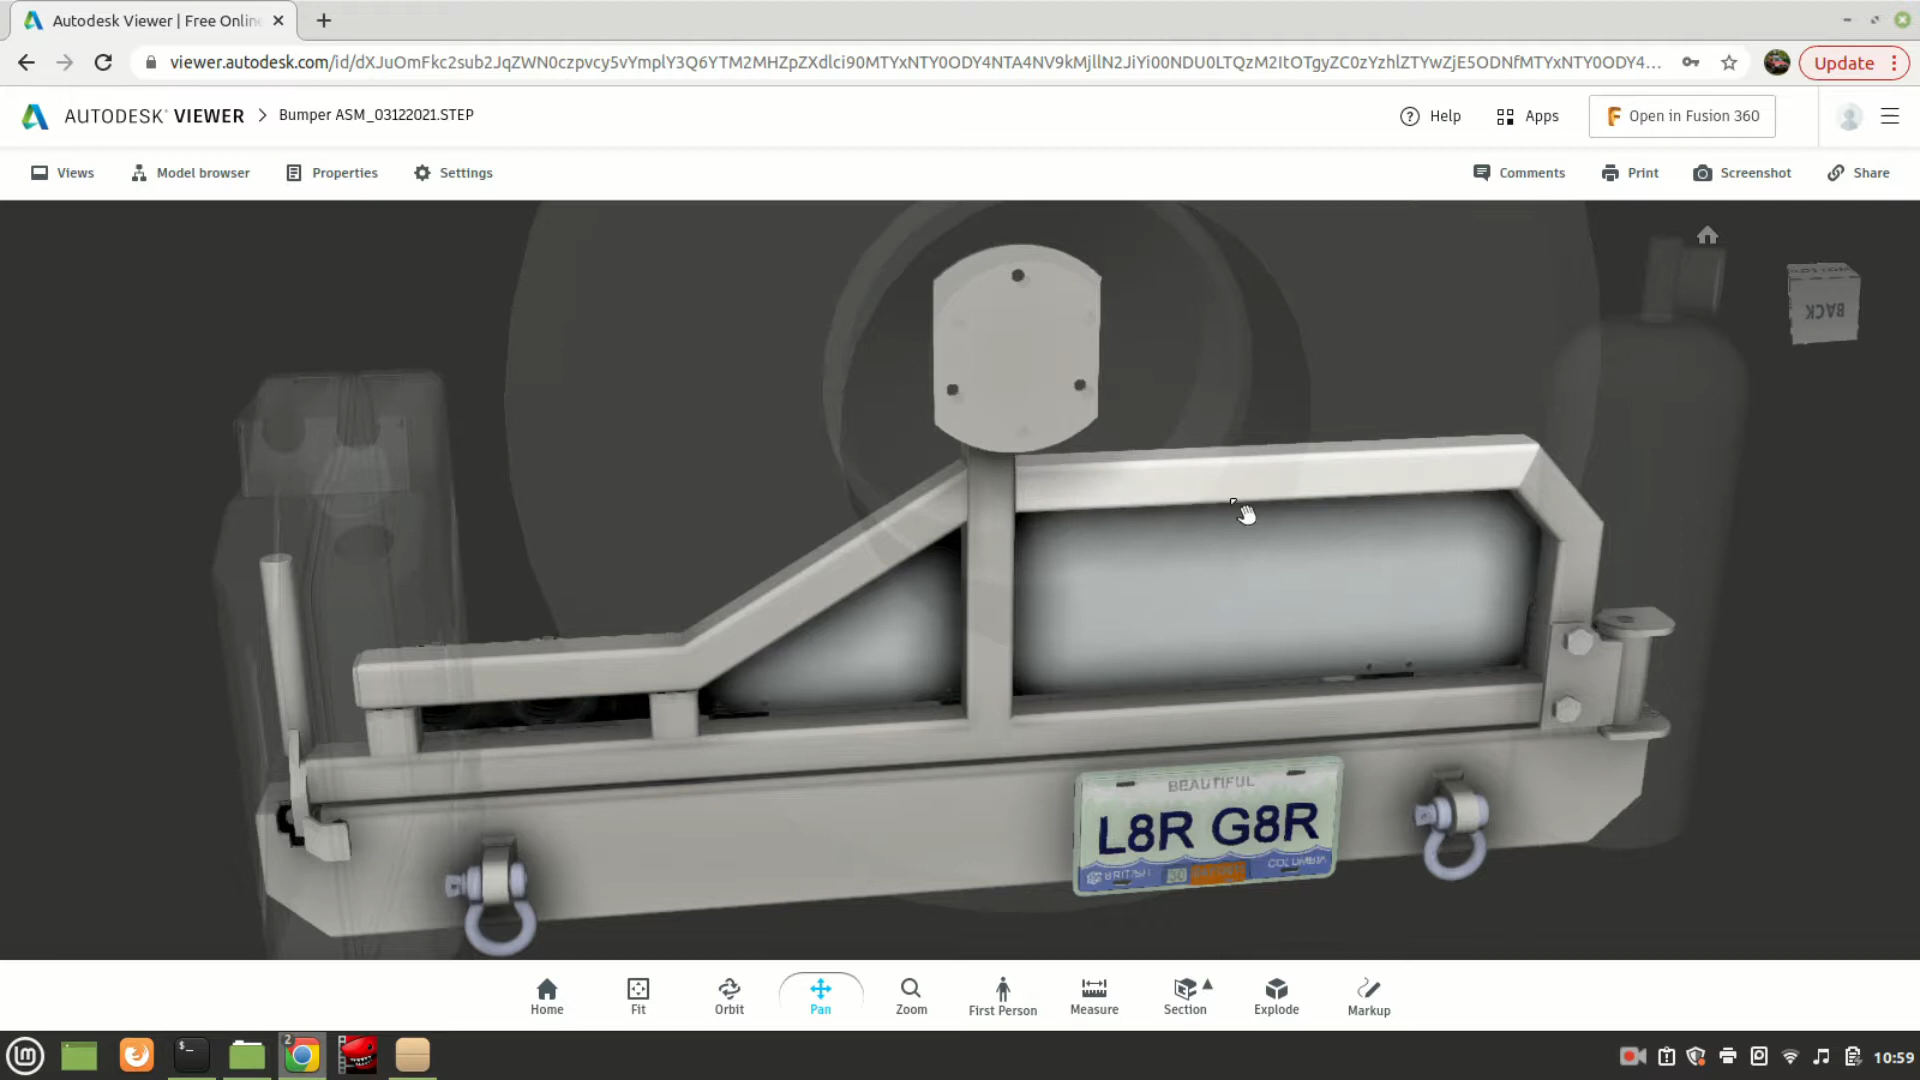 Autodesk Viewer | Free Onlin
viewer.autodesk.com/id/dXJuOmFkc2sub2JqZWN0czpvcy5vYmplY3Q6YTM2MHZpZXdlci90MTYxNTY0ODY4NTA4NV9kMjllN2JiYi00NDU0LTQzM2ItOTgyZC0zYzhlZTYwZjE5ODNfMTYxNTY0ODY4...
Update
AUTODESK VIEWER > Bumper ASM_03122021.STEP
Help
Apps
Open in Fusion 360
Views
Model browser
Properties
Settings
Comments
Print
Screenshot
Share
BACK
BEAUTIFUL
L8R G8R
BRITISH
COLUMBIA
Home
Fit
Orbit
Pan
Zoom
First Person
Measure
Section
Explode
Markup
2
10:59